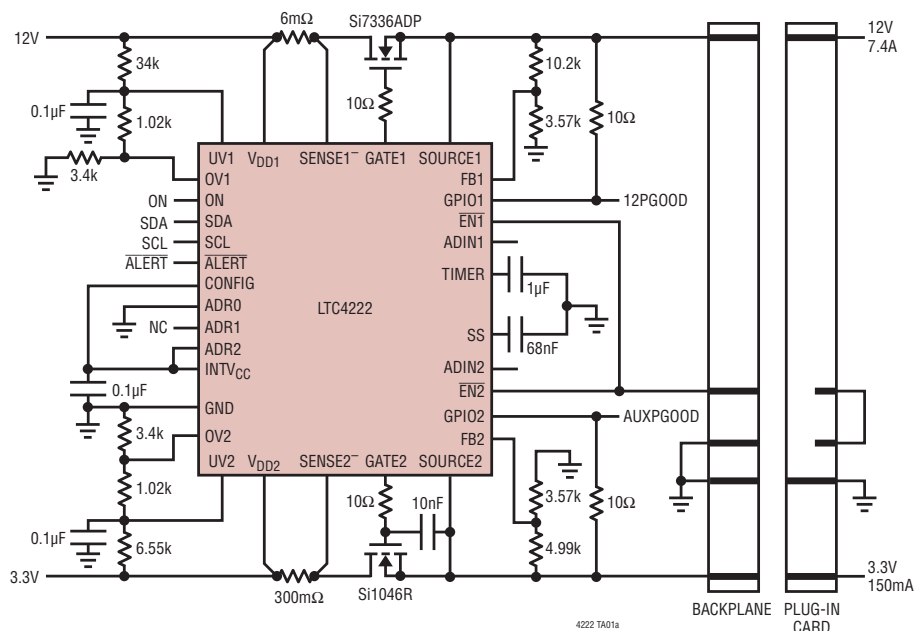 6mΩ
Si7336ADP
12V
12V
7.4A
34k
10.2k
10Ω
10Ω
0.1µF
1.02k
3.57k
3.4k
UV1
VDD1
SENSE1–
GATE1
SOURCE1
OV1
FB1
ON
ON
GPIO1
12PGOOD
SDA
SDA
EN1
SCL
SCL
ADIN1
ALERT
ALERT
CONFIG
TIMER
1µF
ADR0
LTC4222
NC
ADR1
SS
68nF
ADR2
INTVCC
ADIN2
0.1µF
EN2
GND
GPIO2
AUXPGOOD
3.4k
OV2
FB2
UV2
VDD2
SENSE2–
GATE2
SOURCE2
1.02k
10Ω
10nF
3.57k
10Ω
0.1µF
6.55k
4.99k
3.3V
3.3V
150mA
300mΩ
Si1046R
BACKPLANE
PLUG-IN
CARD
4222 TA01a